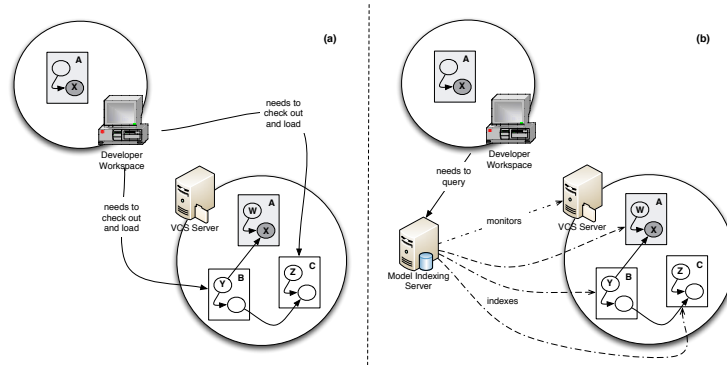 (a)
A
X
Developer
Workspace
needs to
check out
and load
needs to
check out
and load
VCS Server
A
W
X
B
Y
C
Z
(b)
A
X
Developer
Workspace
needs to
query
monitors
VCS Server
Model Indexing
Server
indexes
A
W
X
B
Y
C
Z